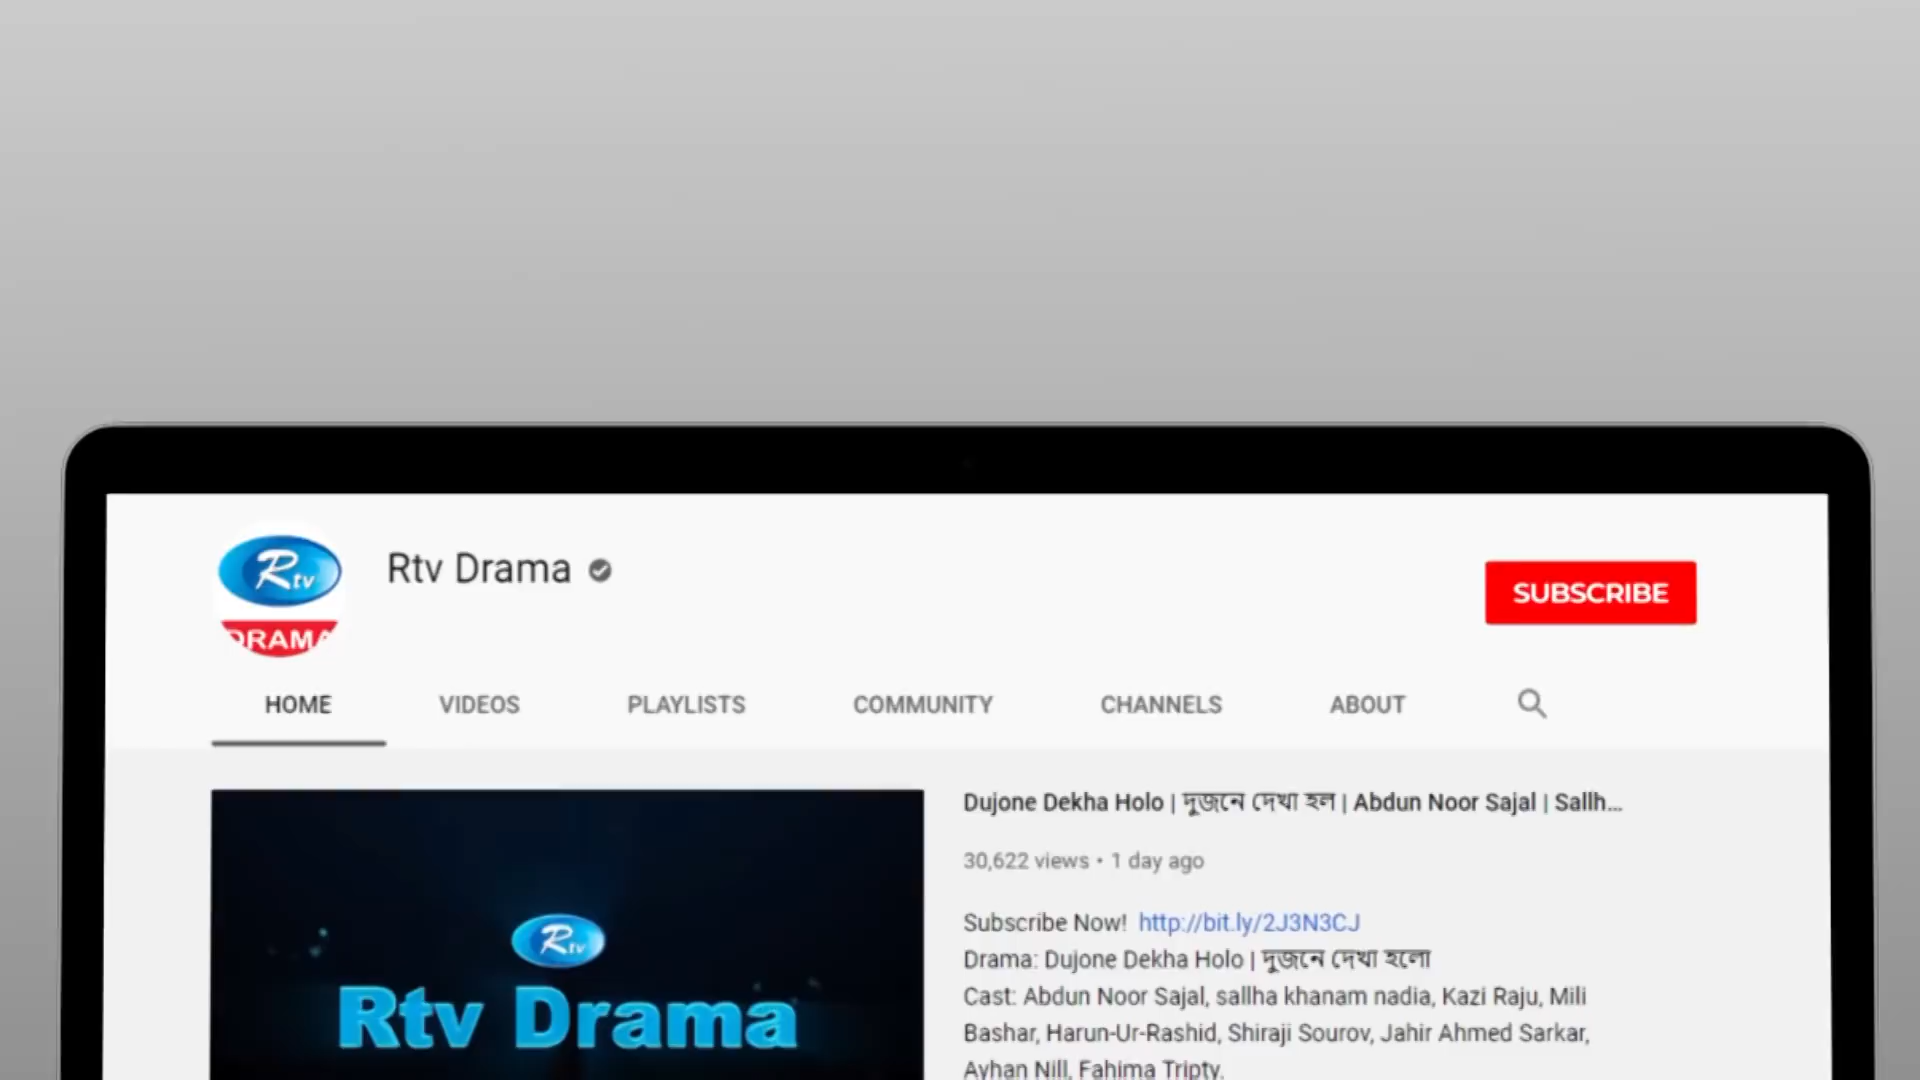 Rtv
DRAMA
Rtv Drama
SUBSCRIBE
HOME VIDEOS PLAYLISTS COMMUNITY CHANNELS ABOUT
Rtv
Rtv Drama
Dujone Dekha Holo | দুজনে দেখা হল | Abdun Noor Sajal | Sallh...
30,622 views • 1 day ago
Subscribe Now! http://bit.ly/2J3N3CJ
Drama: Dujone Dekha Holo | দুজনে দেখা হলো
Cast: Abdun Noor Sajal, sallha khanam nadia, Kazi Raju, Mili
Bashar, Harun-Ur-Rashid, Shiraji Sourov, Jahir Ahmed Sarkar,
Ayhan Nill, Fahima Tripty.